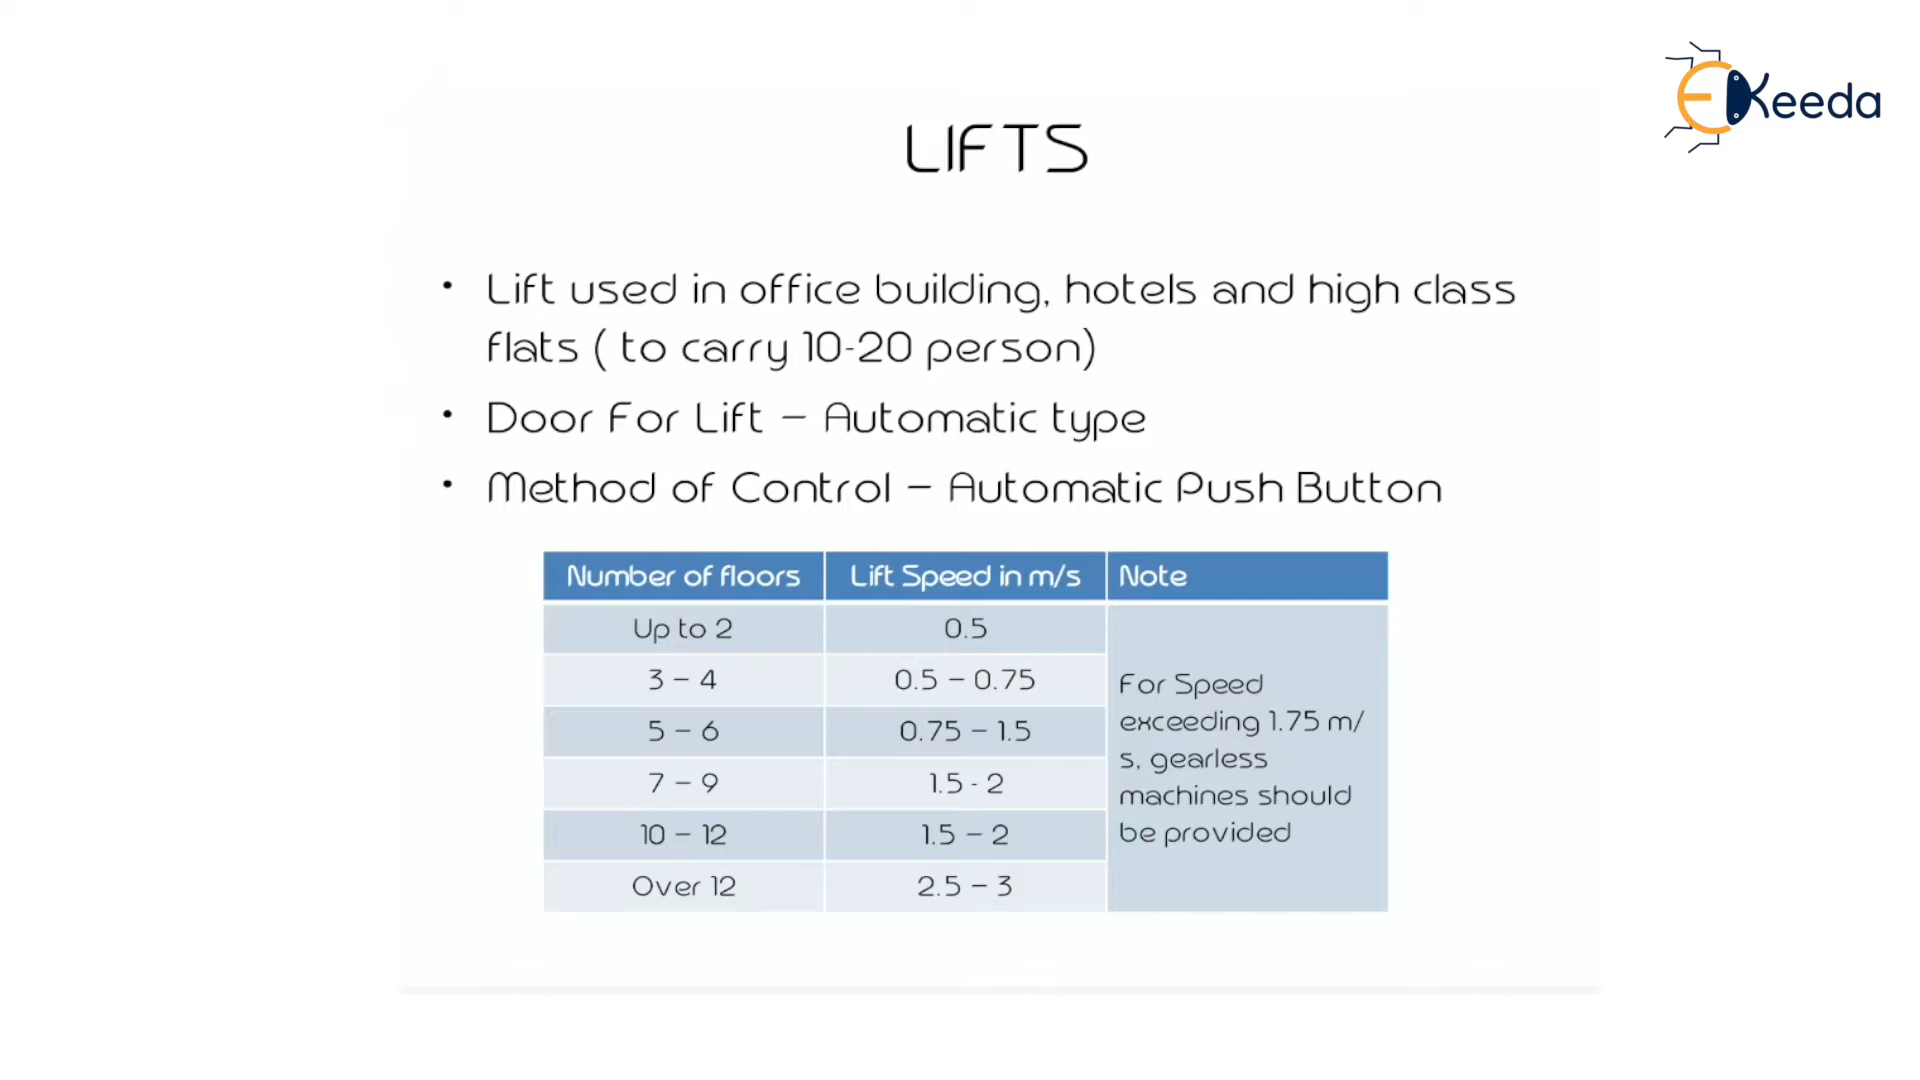 EKeeda
LIFTS
• Lift used in office building, hotels and high class
flats ( to carry 10-20 person)
• Door For Lift – Automatic type
• Method of Control – Automatic Push Button
Number of floors Lift Speed in m/s Note
Up to 2 0.5
3 – 4 0.5 – 0.75
5 – 6 0.75 – 1.5
7 – 9 1.5 - 2
10 – 12 1.5 – 2
Over 12 2.5 – 3
For Speed
exceeding 1.75 m/
s, gearless
machines should
be provided